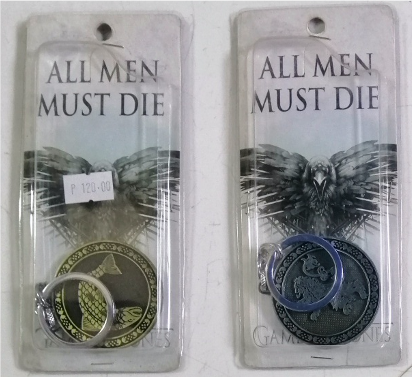 ALL MEN
MUST DIE
P 120.00
ALL MEN
MUST DIE